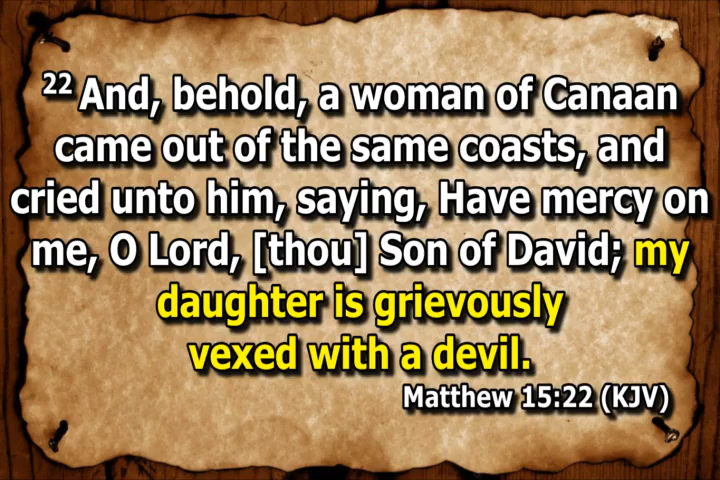 22 And, behold, a woman of Canaan
came out of the same coasts, and
cried unto him, saying, Have mercy on
me, O Lord, [thou] Son of David; my
daughter is grievously
vexed with a devil.
Matthew 15:22 (KJV)